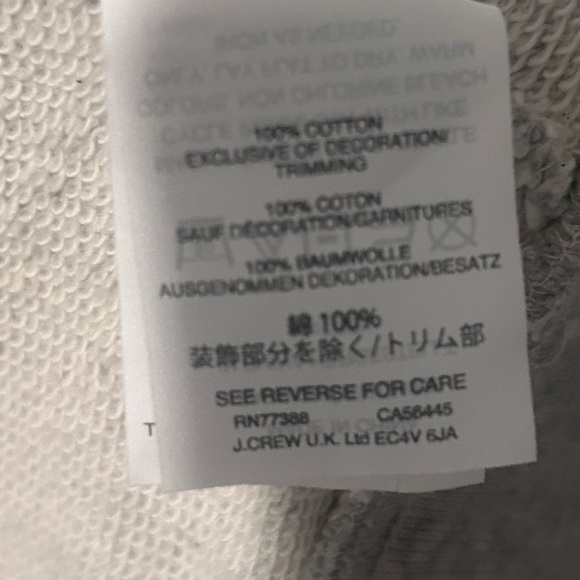 100% COTTON
EXCLUSIVE OF DECORATION/
TRIMMING
100% COTON
SAUF DÉCORATION/GARNITURES
100% BAUMWOLLE
AUSGENOMMEN DEKORATION/BESATZ
綿 100%
装飾部分を除く/トリム部
SEE REVERSE FOR CARE
RN77388 CA56445
J.CREW U.K. Ltd EC4V 6JA
T